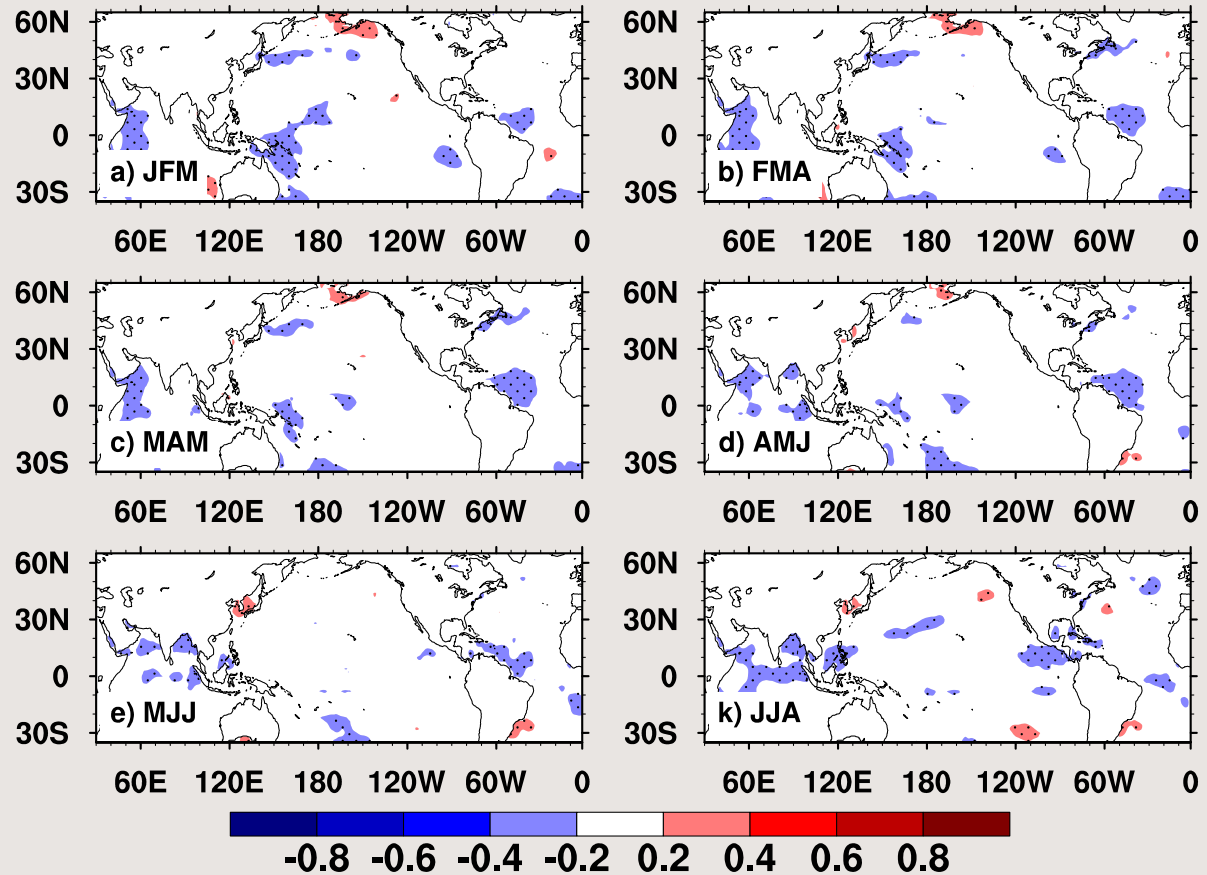 60N 60N
30N 30N
0 0
30S 30S
a) JFM b) FMA
60E 120E 180 120W 60W 0 60E 120E 180 120W 60W 0
60N 60N
30N 30N
0 0
30S 30S
c) MAM d) AMJ
60E 120E 180 120W 60W 0 60E 120E 180 120W 60W 0
60N 60N
30N 30N
0 0
30S 30S
e) MJJ k) JJA
60E 120E 180 120W 60W 0 60E 120E 180 120W 60W 0
-0.8 -0.6 -0.4 -0.2 0.2 0.4 0.6 0.8